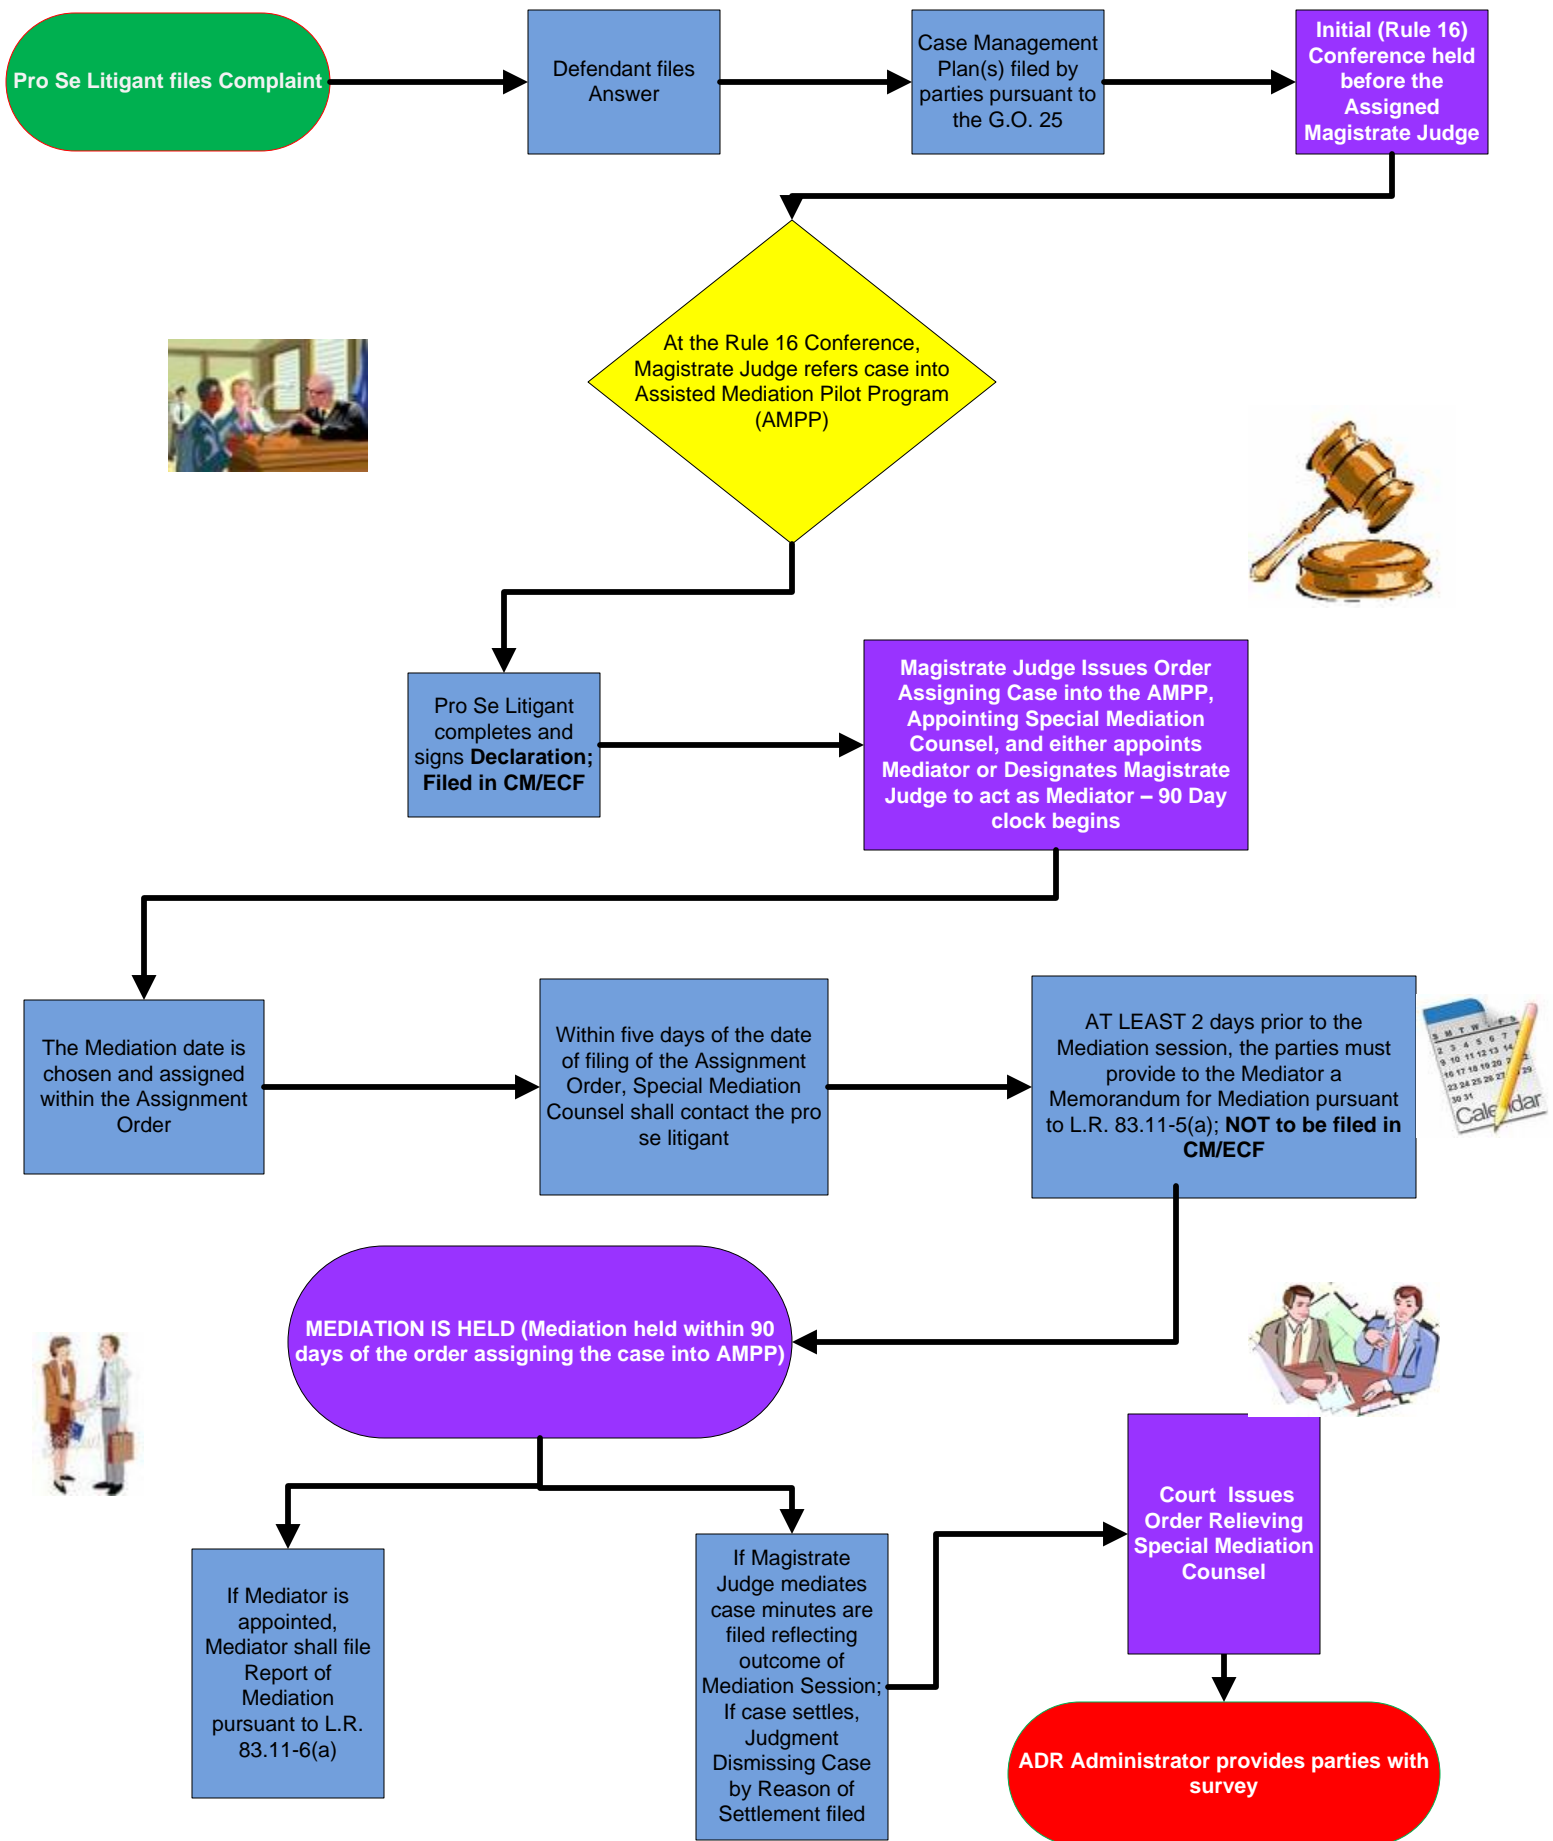 Pro Se Litigant files Complaint
Defendant files
Answer
Case Management
Plan(s) filed by
parties pursuant to
the G.O. 25
Initial (Rule 16)
Conference held
before the
Assigned
Magistrate Judge
At the Rule 16 Conference,
Magistrate Judge refers case into
Assisted Mediation Pilot Program
(AMPP)
Pro Se Litigant
completes and
signs Declaration;
Filed in CM/ECF
Magistrate Judge Issues Order
Assigning Case into the AMPP,
Appointing Special Mediation
Counsel, and either appoints
Mediator or Designates Magistrate
Judge to act as Mediator – 90 Day
clock begins
The Mediation date is
chosen and assigned
within the Assignment
Order
Within five days of the date
of filing of the Assignment
Order, Special Mediation
Counsel shall contact the pro
se litigant
AT LEAST 2 days prior to the
Mediation session, the parties must
provide to the Mediator a
Memorandum for Mediation pursuant
to L.R. 83.11-5(a); NOT to be filed in
CM/ECF
Calendar
MEDIATION IS HELD (Mediation held within 90
days of the order assigning the case into AMPP)
If Mediator is
appointed,
Mediator shall file
Report of
Mediation
pursuant to L.R.
83.11-6(a)
If Magistrate
Judge mediates
case minutes are
filed reflecting
outcome of
Mediation Session;
If case settles,
Judgment
Dismissing Case
by Reason of
Settlement filed
Court Issues
Order Relieving
Special Mediation
Counsel
ADR Administrator provides parties with
survey